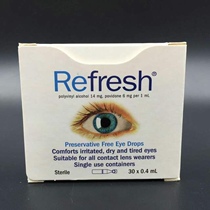 Refresh®
polyvinyl alcohol 14 mg, povidone 6 mg per 1 mL
Preservative Free Eye Drops
Comforts irritated, dry and tired eyes
Suitable for all contact lens wearers
Single use containers
Sterile
30 x 0.4 mL